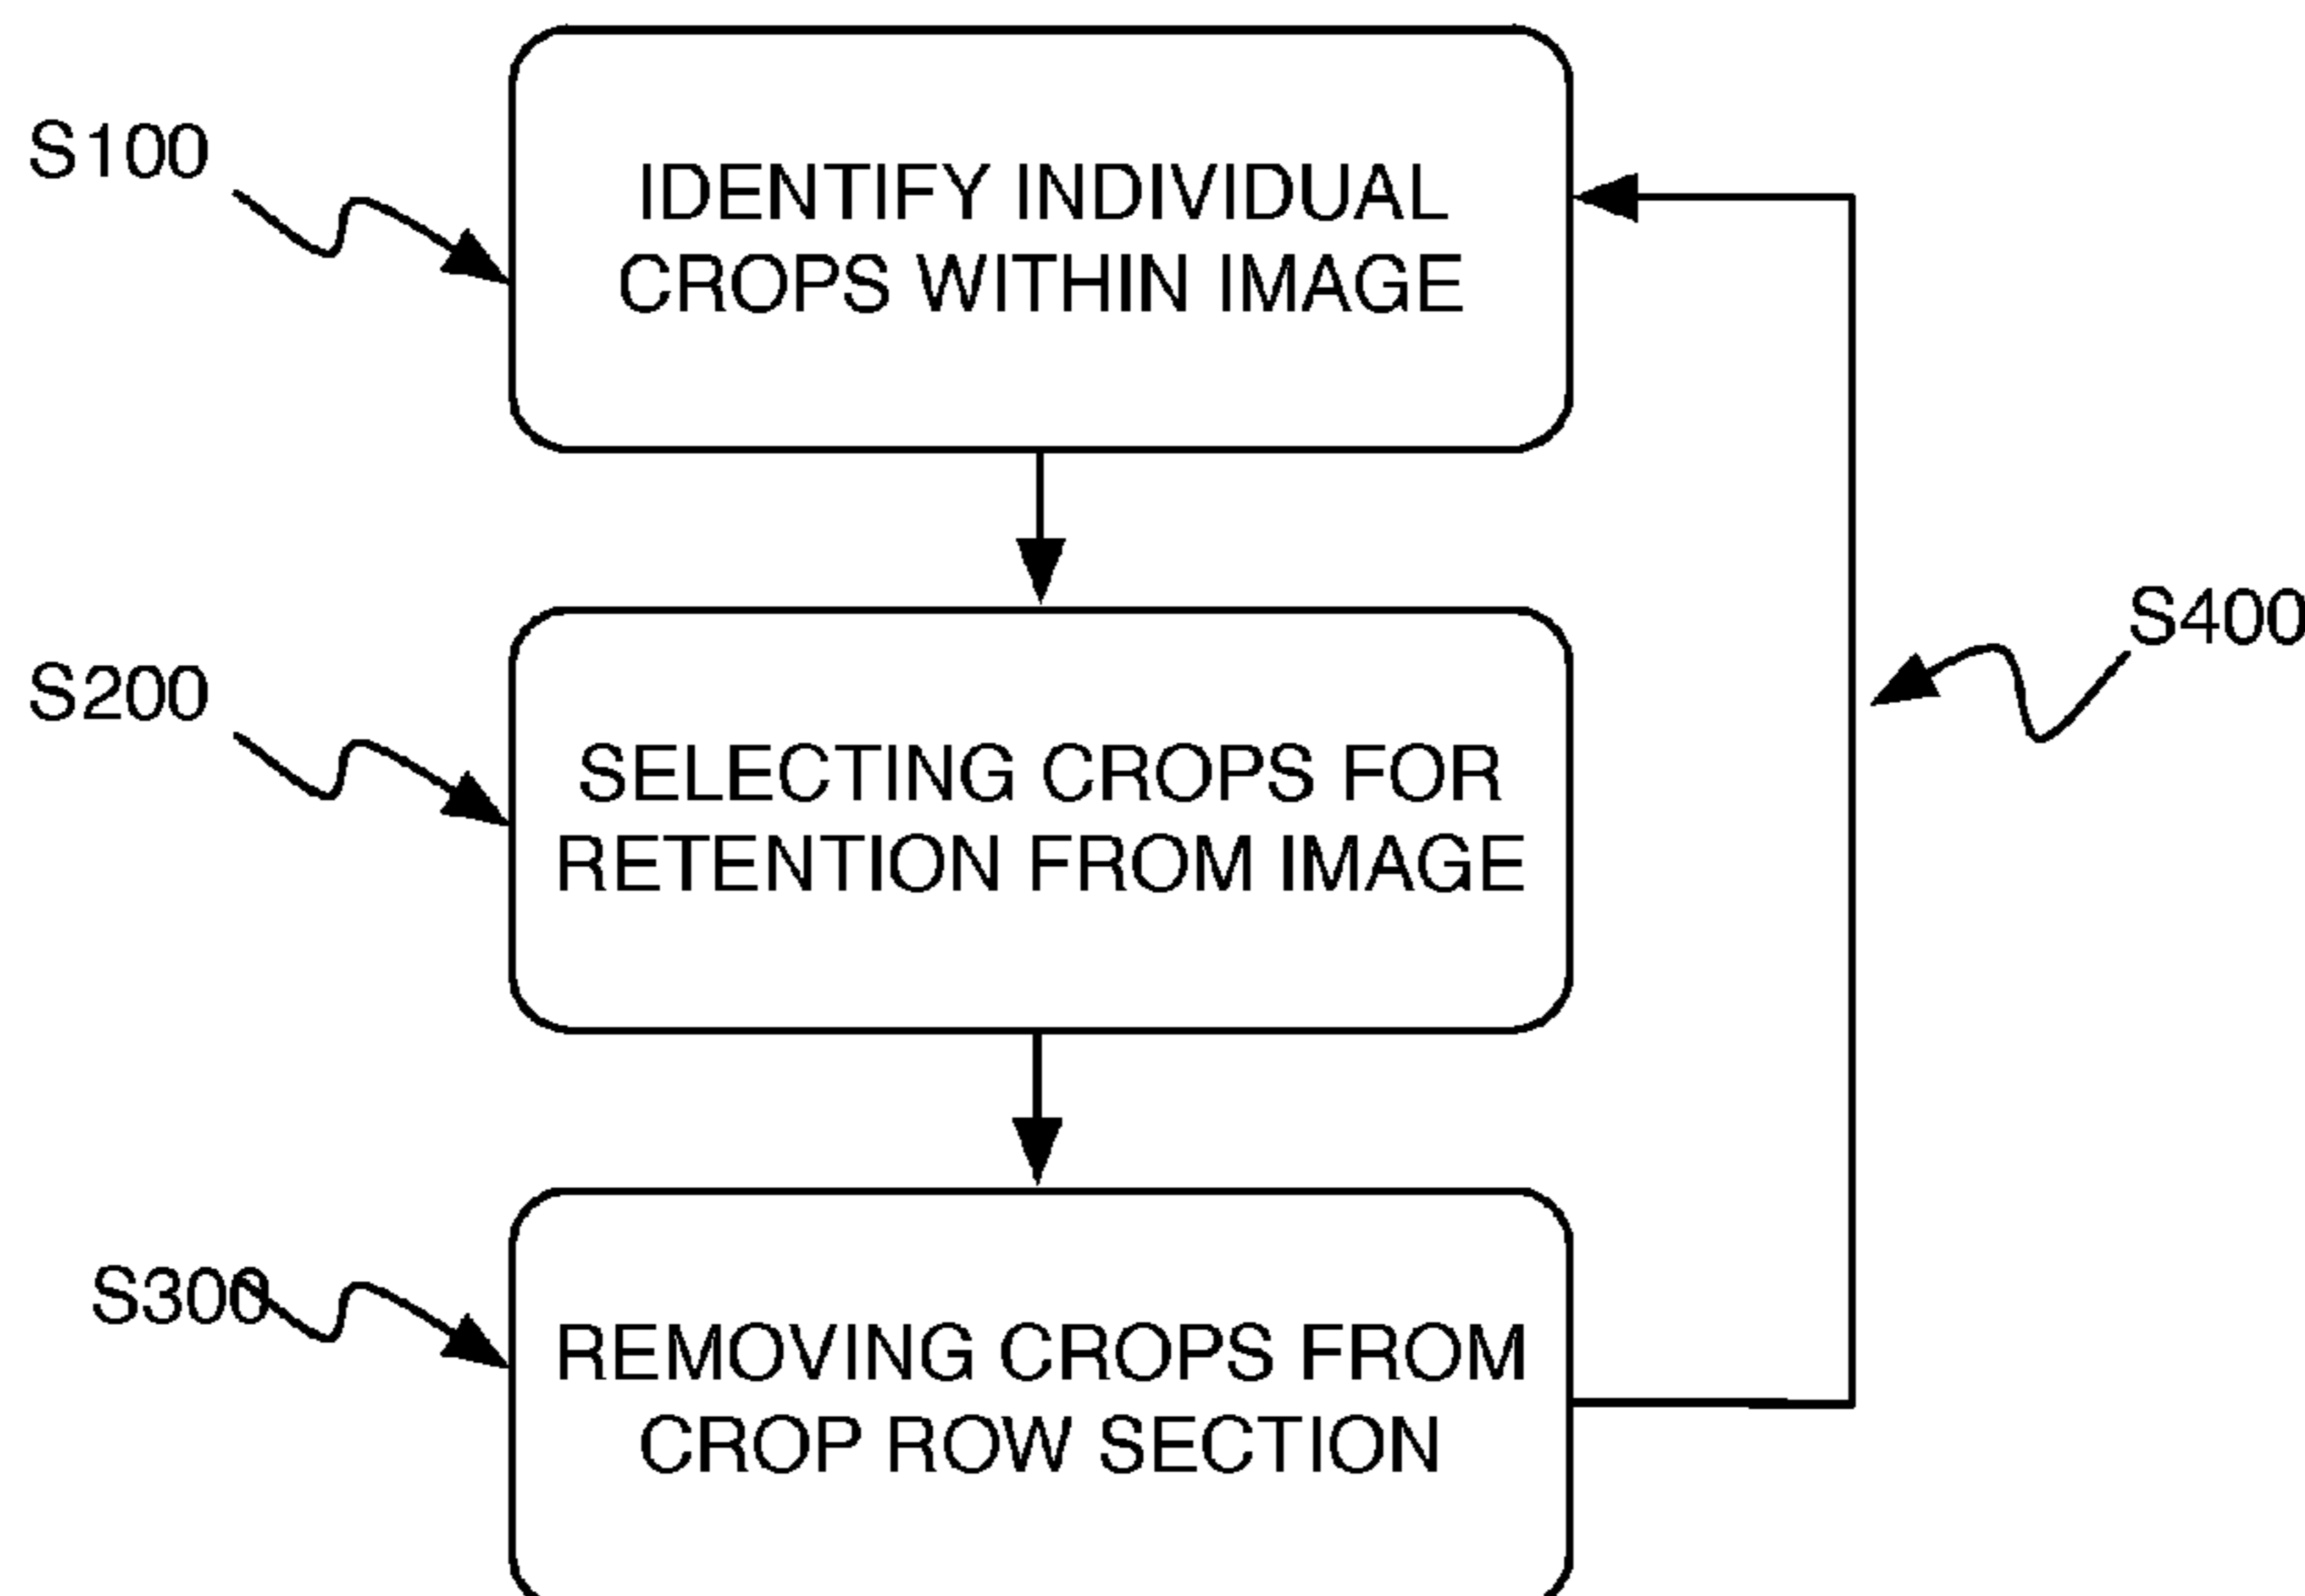 S100
IDENTIFY INDIVIDUAL
CROPS WITHIN IMAGE
S200
SELECTING CROPS FOR
RETENTION FROM IMAGE
S400
S300
REMOVING CROPS FROM
CROP ROW SECTION